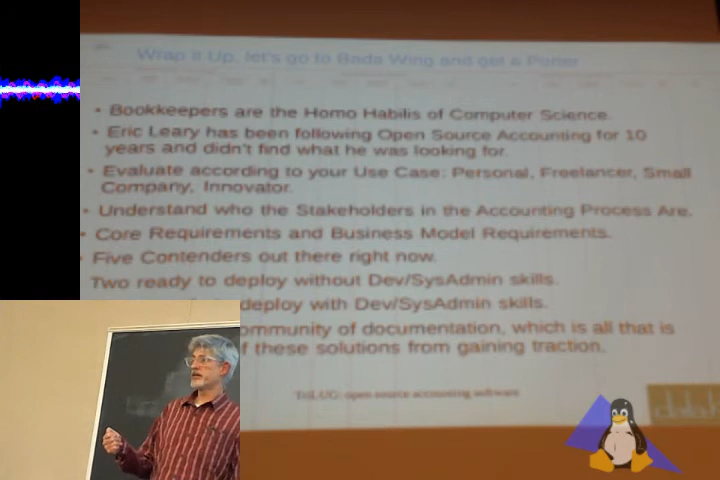 Wrap it Up, let's go to Bada Wing and get a Porter
• Bookkeepers are the Homo Habilis of Computer Science.
• Eric Leary has been following Open Source Accounting for 10
years and didn't find what he was looking for.
• Evaluate according to your Use Case: Personal, Freelancer, Small
Company, Innovator.
• Understand who the Stakeholders in the Accounting Process Are.
• Core Requirements and Business Model Requirements.
• Five Contenders out there right now.
Two ready to deploy without Dev/SysAdmin skills.
deploy with Dev/SysAdmin skills.
ommunity of documentation, which is all that is
f these solutions from gaining traction.
TriLUG: open source accounting software